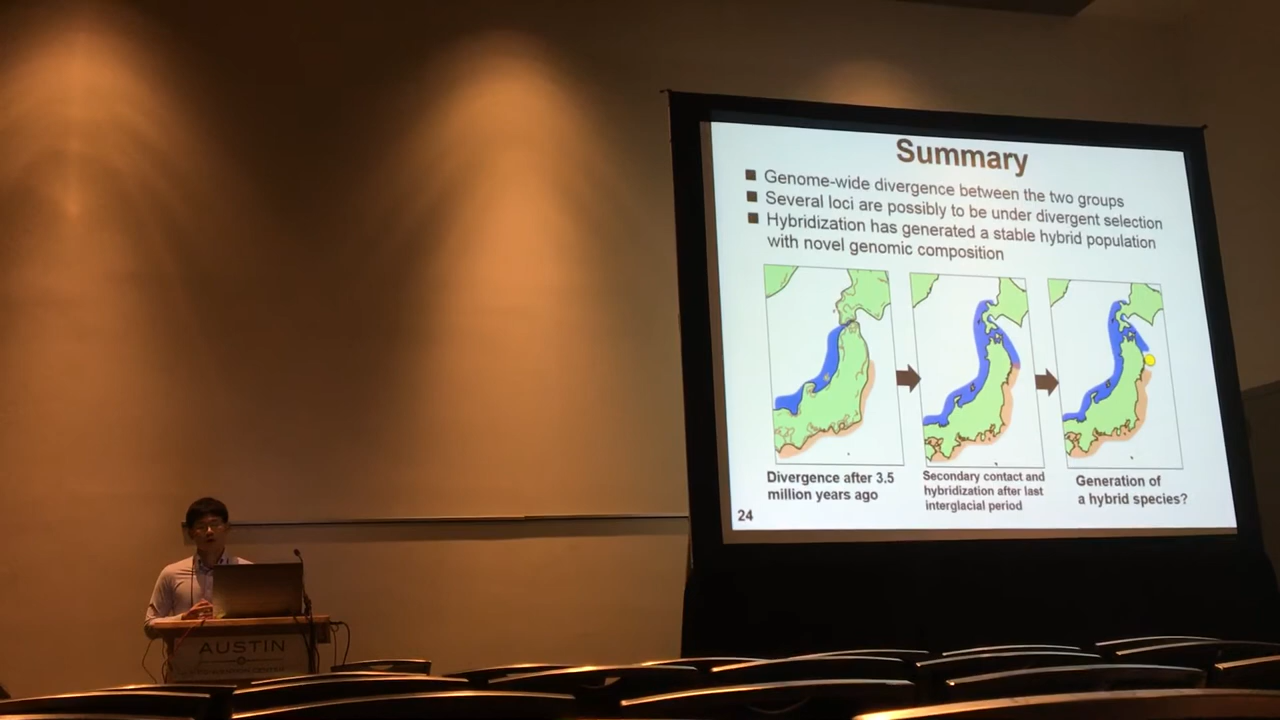 Summary
Genome-wide divergence between the two groups
Several loci are possibly to be under divergent selection
Hybridization has generated a stable hybrid population
with novel genomic composition
Divergence after 3.5
million years ago
Secondary contact and
hybridization after last
interglacial period
Generation of
a hybrid species?
24
AUSTIN
CONVENTION CENTER